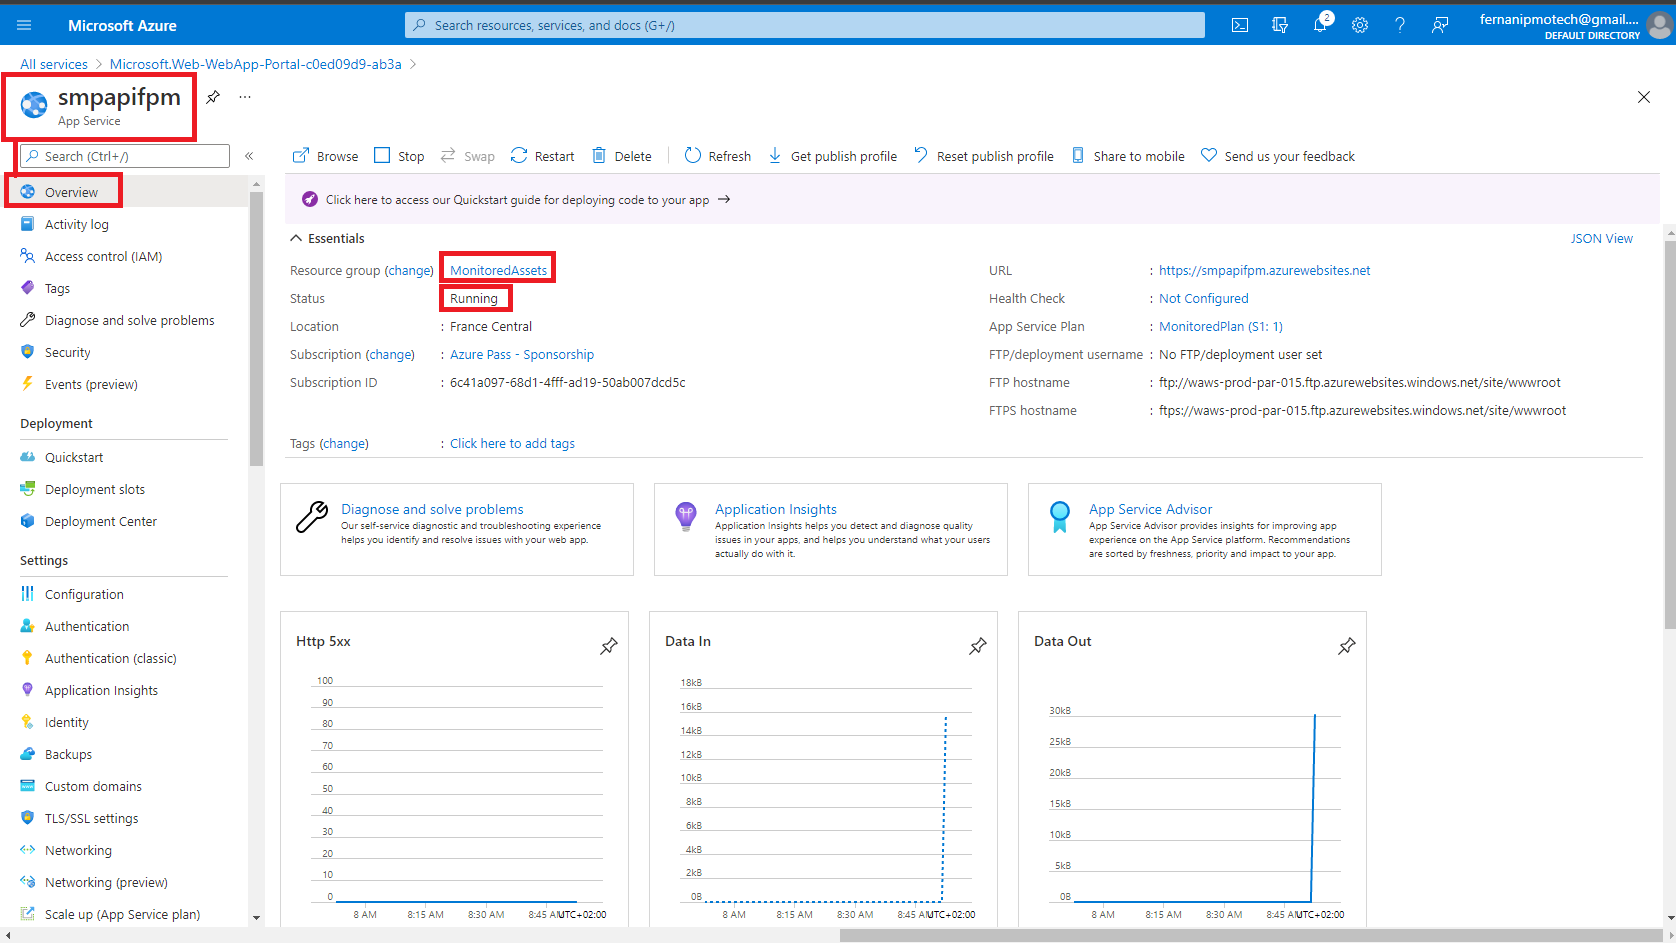 Microsoft Azure
Search resources, services, and docs (G+/)
2
fernanipmotech@gmail....
DEFAULT DIRECTORY
All services > Microsoft.Web-WebApp-Portal-c0ed09d9-ab3a >
smpapifpm
...
App Service
Search (Ctrl+/)
«
Browse Stop Swap Restart Delete Refresh Get publish profile Reset publish profile Share to mobile Send us your feedback
Overview
Activity log
Access control (IAM)
Tags
Diagnose and solve problems
Security
Events (preview)
Deployment
Quickstart
Deployment slots
Deployment Center
Settings
Configuration
Authentication
Authentication (classic)
Application Insights
Identity
Backups
Custom domains
TLS/SSL settings
Networking
Networking (preview)
Scale up (App Service plan)
Click here to access our Quickstart guide for deploying code to your app →
Essentials
JSON View
Resource group (change) MonitoredAssets
Status Running
Location : France Central
Subscription (change) : Azure Pass - Sponsorship
Subscription ID : 6c41a097-68d1-4fff-ad19-50ab007dcd5c
URL : https://smpapifpm.azurewebsites.net
Health Check : Not Configured
App Service Plan : MonitoredPlan (S1: 1)
FTP/deployment username : No FTP/deployment user set
FTP hostname : ftp://waws-prod-par-015.ftp.azurewebsites.windows.net/site/wwwroot
FTPS hostname : ftps://waws-prod-par-015.ftp.azurewebsites.windows.net/site/wwwroot
Tags (change) : Click here to add tags
Diagnose and solve problems
Our self-service diagnostic and troubleshooting experience
helps you identify and resolve issues with your web app.
Application Insights
Application Insights helps you detect and diagnose quality
issues in your apps, and helps you understand what your users
actually do with it.
App Service Advisor
App Service Advisor provides insights for improving app
experience on the App Service platform. Recommendations
are sorted by freshness, priority and impact to your app.
Http 5xx
100
90
80
70
60
50
40
30
20
10
0
8 AM 8:15 AM 8:30 AM 8:45 AM UTC+02:00
Data In
18kB
16kB
14kB
12kB
10kB
8kB
6kB
4kB
2kB
0B
8 AM 8:15 AM 8:30 AM 8:45 AM UTC+02:00
Data Out
30kB
25kB
20kB
15kB
10kB
5kB
0B
8 AM 8:15 AM 8:30 AM 8:45 AM UTC+02:00